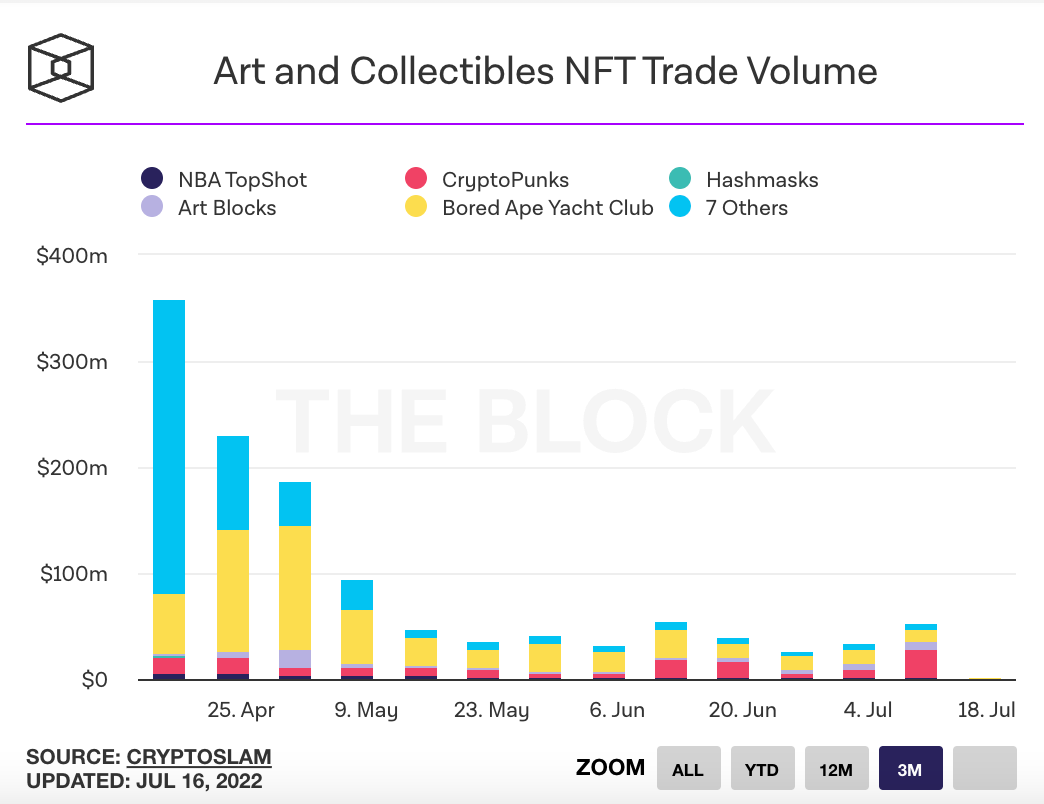 Art and Collectibles NFT Trade Volume
NBA TopShot
CryptoPunks
Hashmasks
Art Blocks
Bored Ape Yacht Club
7 Others
$400m
$300m
THE BLOCK
$200m
$100m
$0
25. Apr
9. May
23. May
6. Jun
20. Jun
4. Jul
18. Jul
SOURCE: CRYPTOSLAM
UPDATED: JUL 16, 2022
ZOOM
ALL
YTD
12M
3M